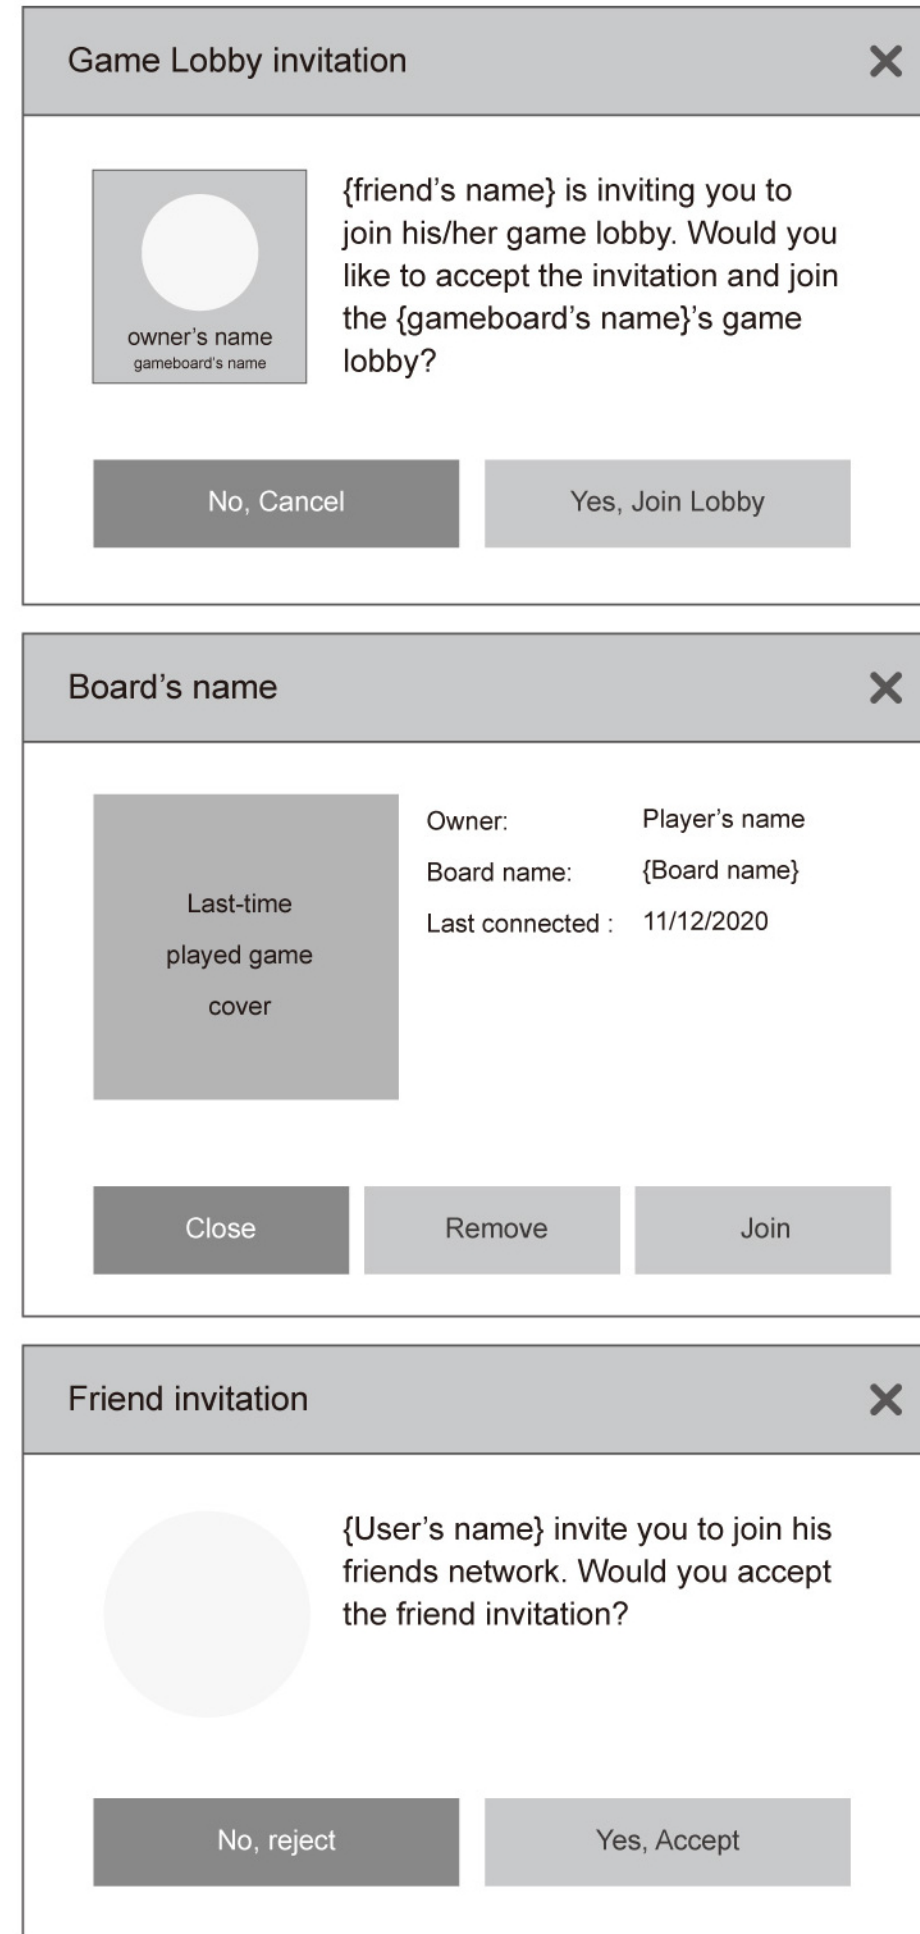 Game Lobby invitation
{friend's name} is inviting you to
join his/her game lobby. Would you
like to accept the invitation and join
the {gameboard's name}'s game
lobby?
owner's name
gameboard's name
No, Cancel
Yes, Join Lobby
Board's name
Last-time
played game
cover
Owner: Player's name
Board name: {Board name}
Last connected : 11/12/2020
Close
Remove
Join
Friend invitation
{User's name} invite you to join his
friends network. Would you accept
the friend invitation?
No, reject
Yes, Accept